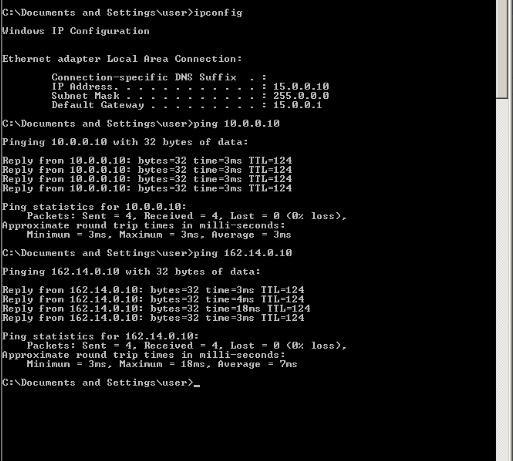 C:\Documents and Settings\user>ipconfig
Windows IP Configuration
Ethernet adapter Local Area Connection:
Connection-specific DNS Suffix  . :
IP Address. . . . . . . . . . . . : 15.0.0.10
Subnet Mask . . . . . . . . . . . : 255.0.0.0
Default Gateway . . . . . . . . . : 15.0.0.1
C:\Documents and Settings\user>ping 10.0.0.10
Pinging 10.0.0.10 with 32 bytes of data:
Reply from 10.0.0.10: bytes=32 time=3ms TTL=124
Reply from 10.0.0.10: bytes=32 time=3ms TTL=124
Reply from 10.0.0.10: bytes=32 time=3ms TTL=124
Reply from 10.0.0.10: bytes=32 time=3ms TTL=124
Ping statistics for 10.0.0.10:
Packets: Sent = 4, Received = 4, Lost = 0 (0% loss),
Approximate round trip times in milli-seconds:
Minimum = 3ms, Maximum = 3ms, Average = 3ms
C:\Documents and Settings\user>ping 162.14.0.10
Pinging 162.14.0.10 with 32 bytes of data:
Reply from 162.14.0.10: bytes=32 time=3ms TTL=124
Reply from 162.14.0.10: bytes=32 time=4ms TTL=124
Reply from 162.14.0.10: bytes=32 time=18ms TTL=124
Reply from 162.14.0.10: bytes=32 time=3ms TTL=124
Ping statistics for 162.14.0.10:
Packets: Sent = 4, Received = 4, Lost = 0 (0% loss),
Approximate round trip times in milli-seconds:
Minimum = 3ms, Maximum = 18ms, Average = 7ms
C:\Documents and Settings\user>_